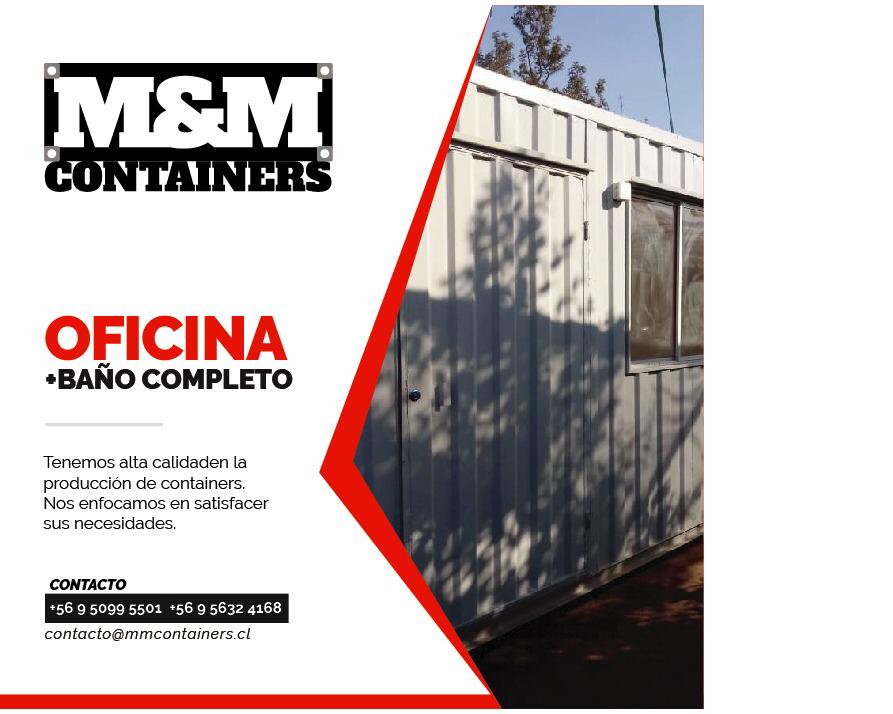 M&M
CONTAINERS
OFICINA
+BAÑO COMPLETO
Tenemos alta calidaden la
producción de containers.
Nos enfocamos en satisfacer
sus necesidades.
CONTACTO
+56 9 5099 5501 +56 9 5632 4168
contacto@mmcontainers.cl